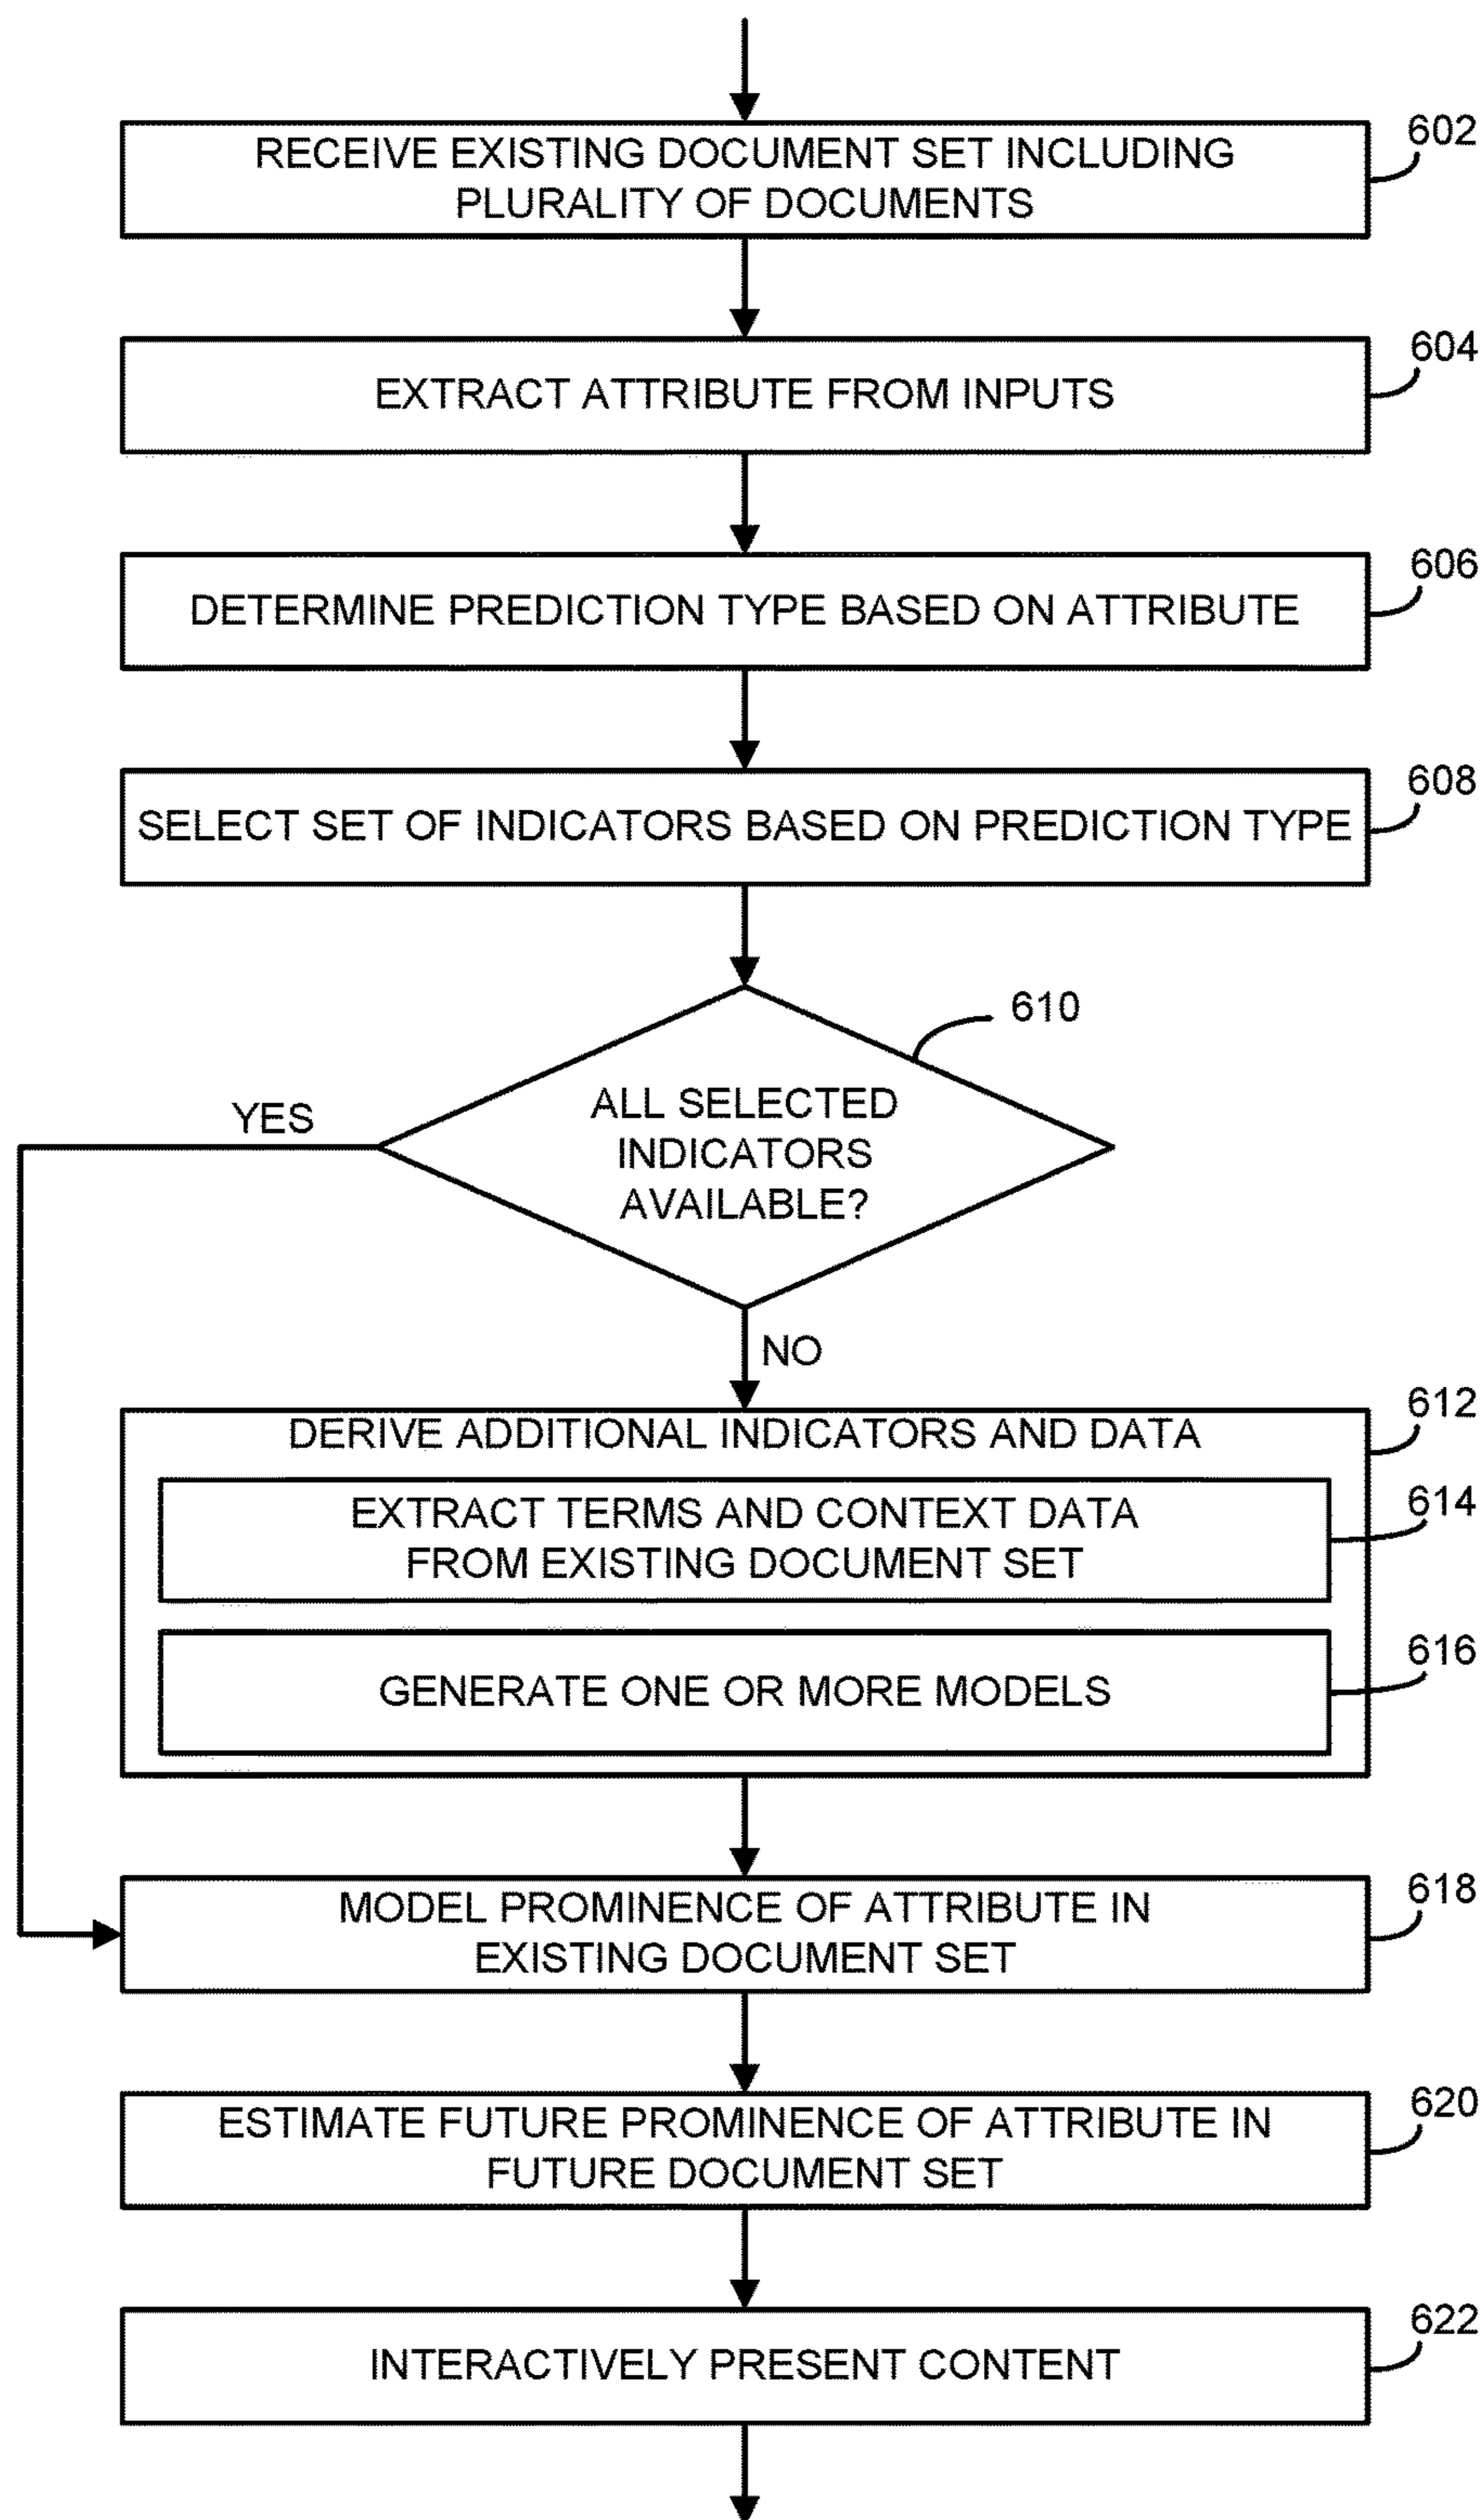 602
RECEIVE EXISTING DOCUMENT SET INCLUDING
PLURALITY OF DOCUMENTS
604
EXTRACT ATTRIBUTE FROM INPUTS
606
DETERMINE PREDICTION TYPE BASED ON ATTRIBUTE
608
SELECT SET OF INDICATORS BASED ON PREDICTION TYPE
610
ALL SELECTED
INDICATORS
AVAILABLE?
YES
NO
612
DERIVE ADDITIONAL INDICATORS AND DATA
614
EXTRACT TERMS AND CONTEXT DATA
FROM EXISTING DOCUMENT SET
616
GENERATE ONE OR MORE MODELS
618
MODEL PROMINENCE OF ATTRIBUTE IN
EXISTING DOCUMENT SET
620
ESTIMATE FUTURE PROMINENCE OF ATTRIBUTE IN
FUTURE DOCUMENT SET
622
INTERACTIVELY PRESENT CONTENT